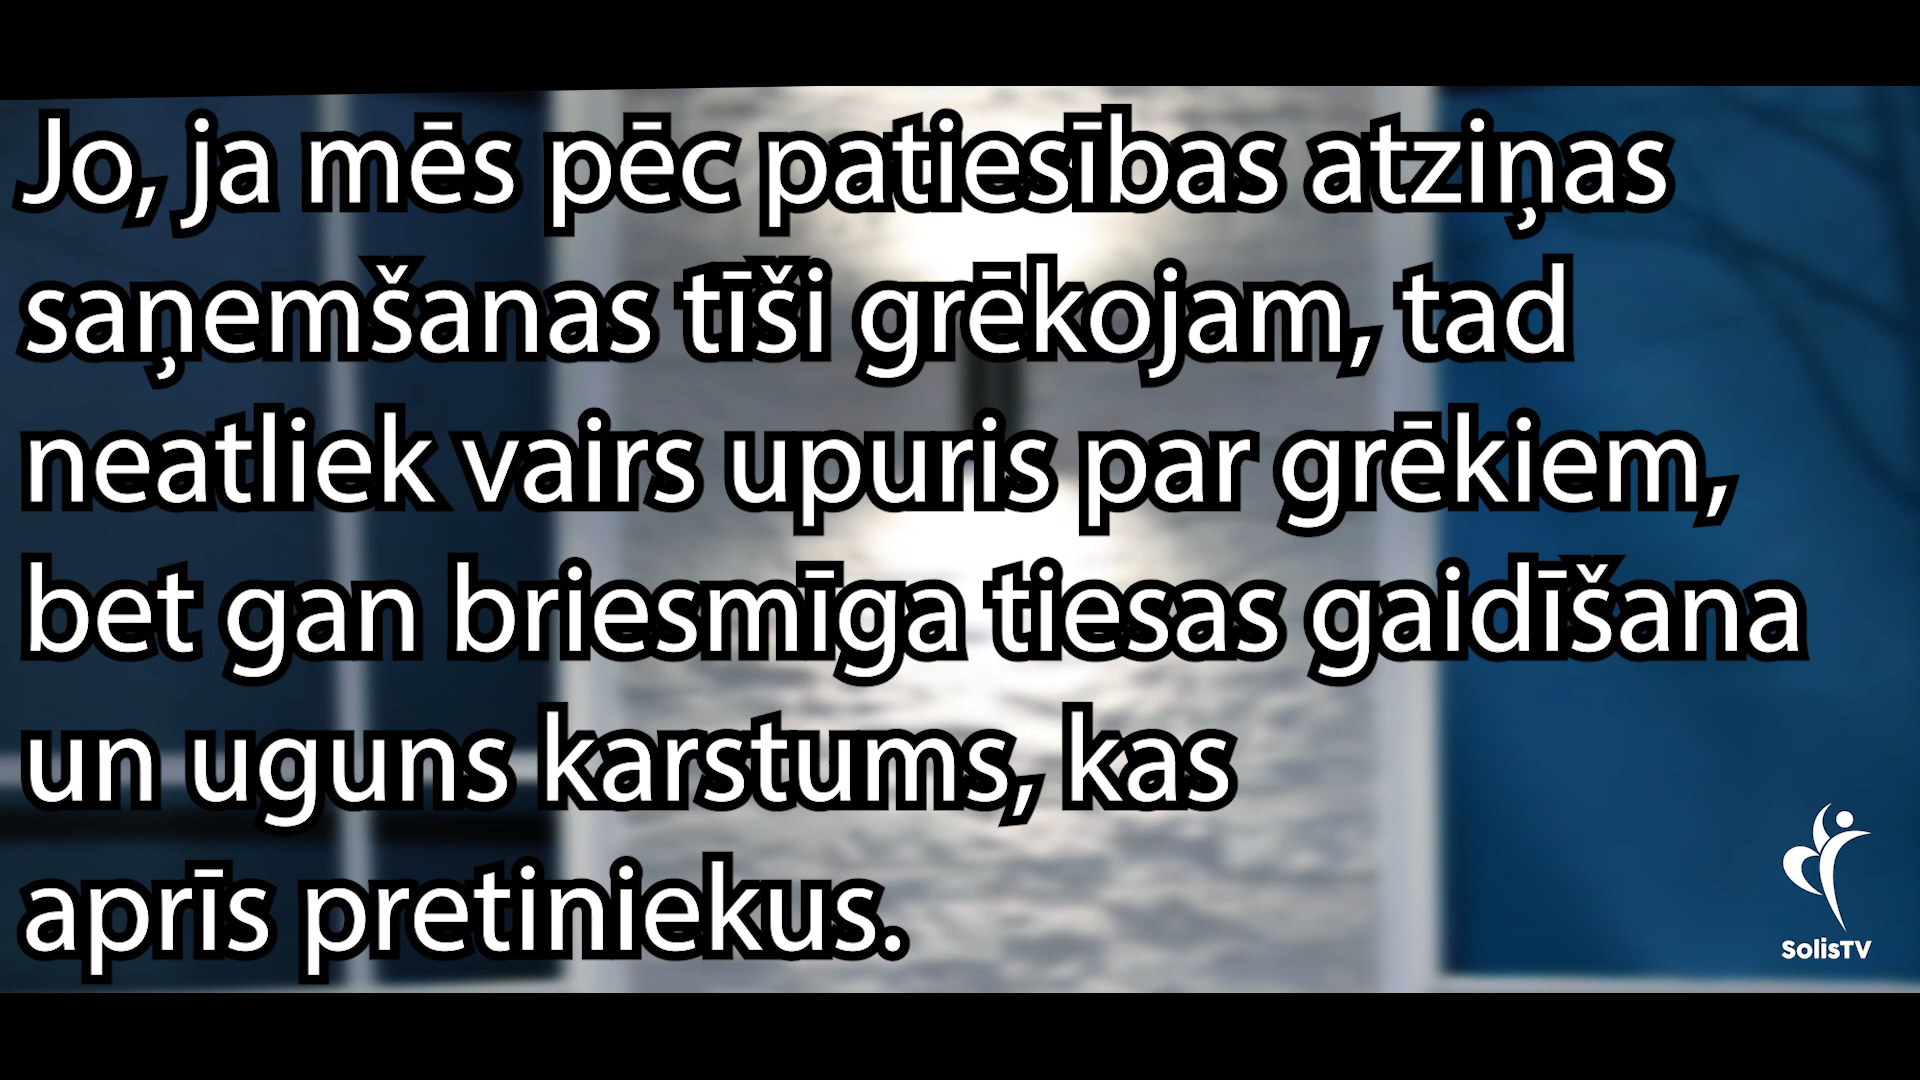 Jo, ja mēs pēc patiesības atziņas
saņemšanas tīši grēkojam, tad
neatliek vairs upuris par grēkiem,
bet gan briesmīga tiesas gaidīšana
un uguns karstums, kas
aprīs pretiniekus.
SolisTV